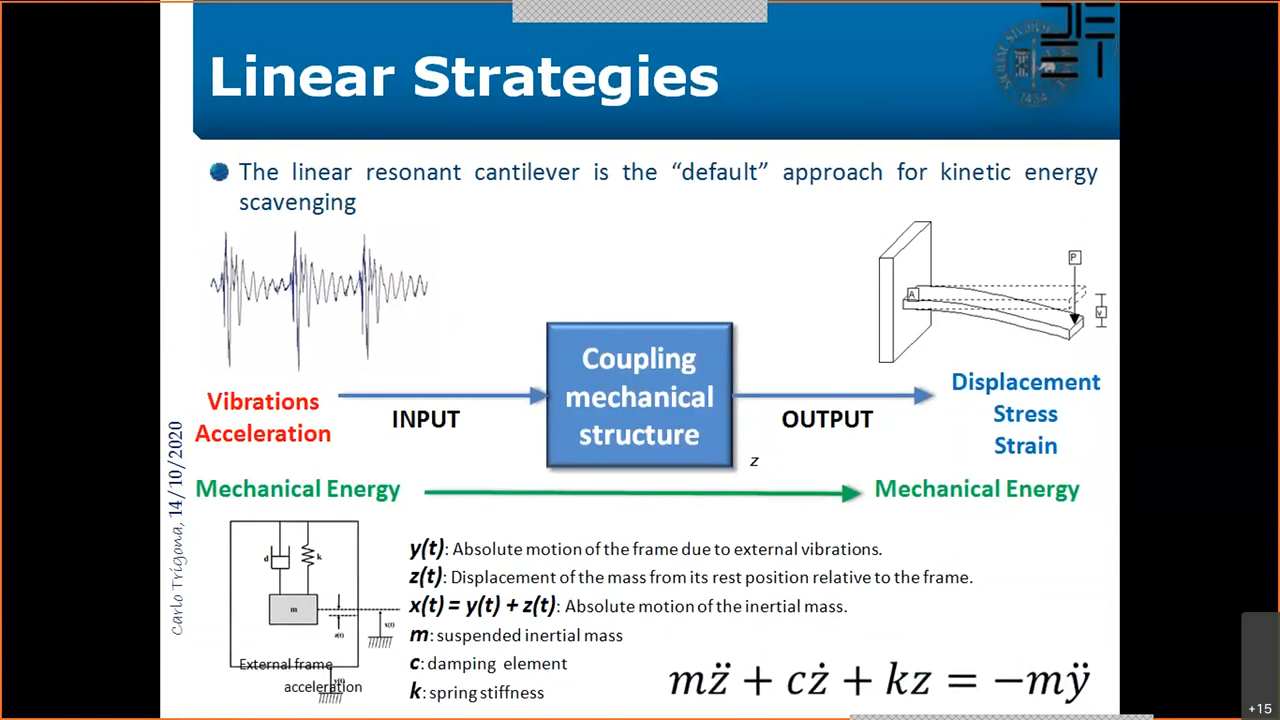 Linear Strategies
The linear resonant cantilever is the “default” approach for kinetic energy
scavenging
P
A
v
Coupling
mechanical
structure
Vibrations
Acceleration
INPUT
OUTPUT
Displacement
Stress
Strain
z
Mechanical Energy
Mechanical Energy
Carlo Trigona, 14/10/2020
d
k
m
z(t)
x(t)
External frame
acceleration
y(t): Absolute motion of the frame due to external vibrations.
z(t): Displacement of the mass from its rest position relative to the frame.
x(t) = y(t) + z(t): Absolute motion of the inertial mass.
m: suspended inertial mass
c: damping element
k: spring stiffness
mz̈ + cż + kz = −mÿ
+15